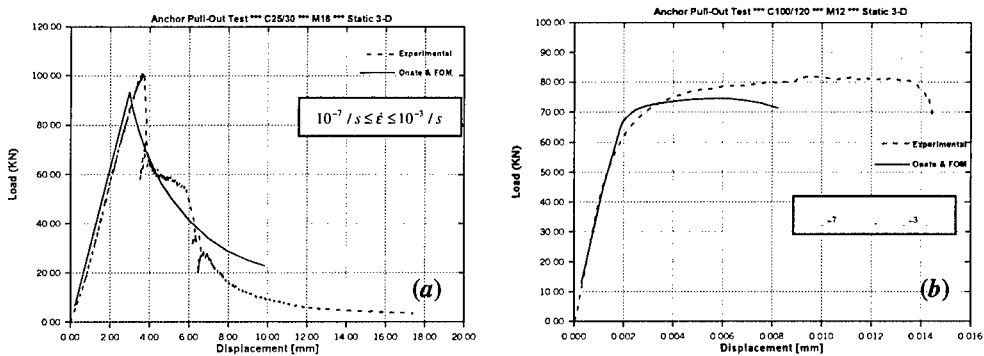 Anchor Pull-Out Test *** C25/30 *** M16 *** Static 3-D
120.00
100.00
80.00
60.00
40.00
20.00
0.00
Load (KN)
Experimental
Onate & FOM
10⁻⁷ / s ≤ ε̇ ≤ 10⁻³ / s
(a)
0.00 2.00 4.00 6.00 8.00 10.00 12.00 14.00 16.00 18.00 20.00
Displacement [mm]
Anchor Pull-Out Test *** C100/120 *** M12 *** Static 3-D
100.00
90.00
80.00
70.00
60.00
50.00
40.00
30.00
20.00
10.00
0.00
Load (KN)
Experimental
Onate & FOM
-7 -3
(b)
0.000 0.002 0.004 0.006 0.008 0.010 0.012 0.014 0.016
Displacement [mm]